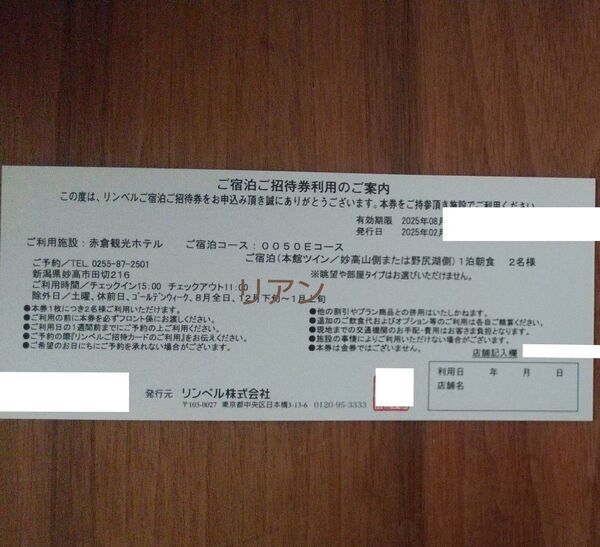 ご宿泊ご招待券利用のご案内
この度は、リンベルご宿泊ご招待券をお申込み頂き誠にありがとうございます。本券をご持参頂き施設でご利用ください。
有効期限 2025年08月
発行日 2025年02月
ご利用施設:赤倉観光ホテル ご宿泊コース:0050Eコース
ご宿泊(本館ツイン/妙高山側または野尻湖側)1泊朝食 2名様
ご予約/TEL 0255-87-2501
※眺望や部屋タイプはお選びいただけません。
新潟県妙高市田切216
ご利用時間/チェックイン15:00 チェックアウト11:00
除外日/土曜、休前日、ゴールデンウィーク、8月全日、12月下旬~1月上旬
リアン
●本券1枚につき2名様ご利用いただけます。
●ご利用の前に本券を必ずフロント係にお渡しください。
●ご利用日の1週間前までにご予約の上ご利用ください。
●ご予約の際『リンベルご招待カードのご利用』をお伝えください。
●ご希望のお日にちにご予約を承れない場合がございます。
●他の割引やプラン商品との併用はいたしかねます。
●追加のご飲食代およびオプション等のご利用は各自ご精算ください。
●現地までの交通機関のお手配・費用はお客さま負担となります。
●施設の事情によりご利用いただけない場合がございます。
●本券は金券ではございません。
店舗記入欄
利用日 年 月 日
店舗名
発行元 リンベル株式会社
〒103-0027 東京都中央区日本橋3-13-6 0120-95-3333